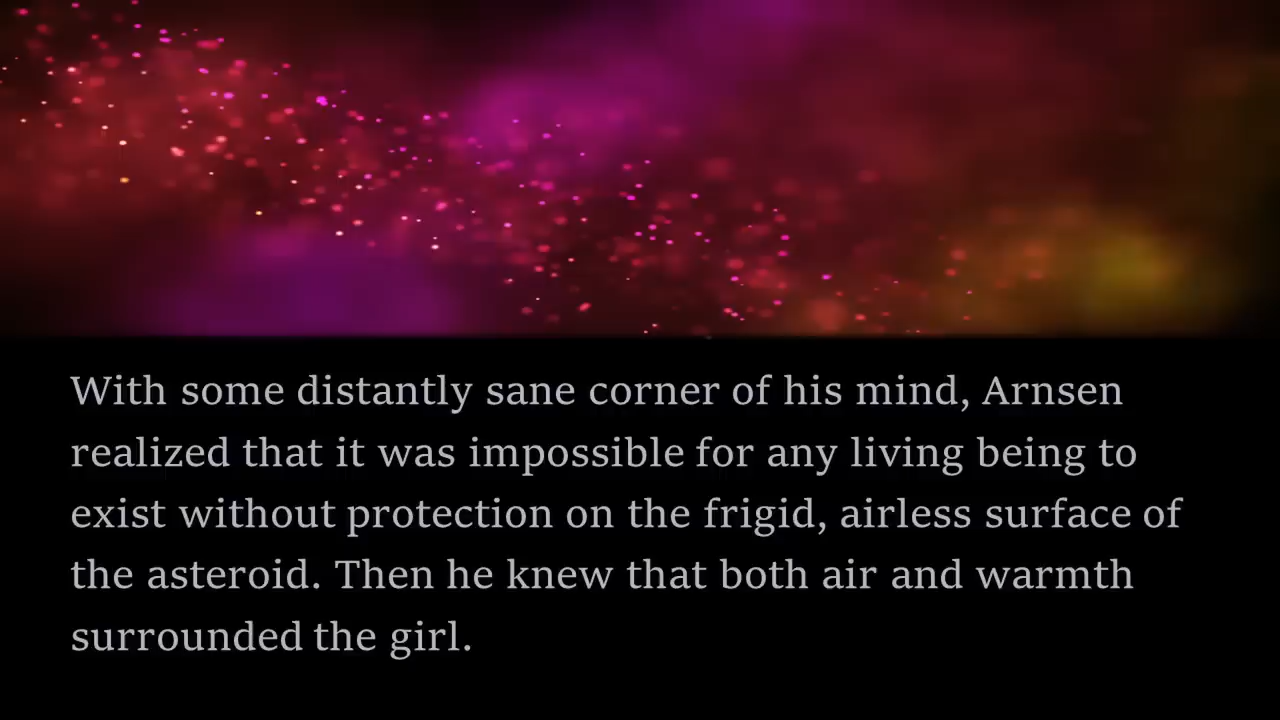 With some distantly sane corner of his mind, Arnsen
realized that it was impossible for any living being to
exist without protection on the frigid, airless surface of
the asteroid. Then he knew that both air and warmth
surrounded the girl.